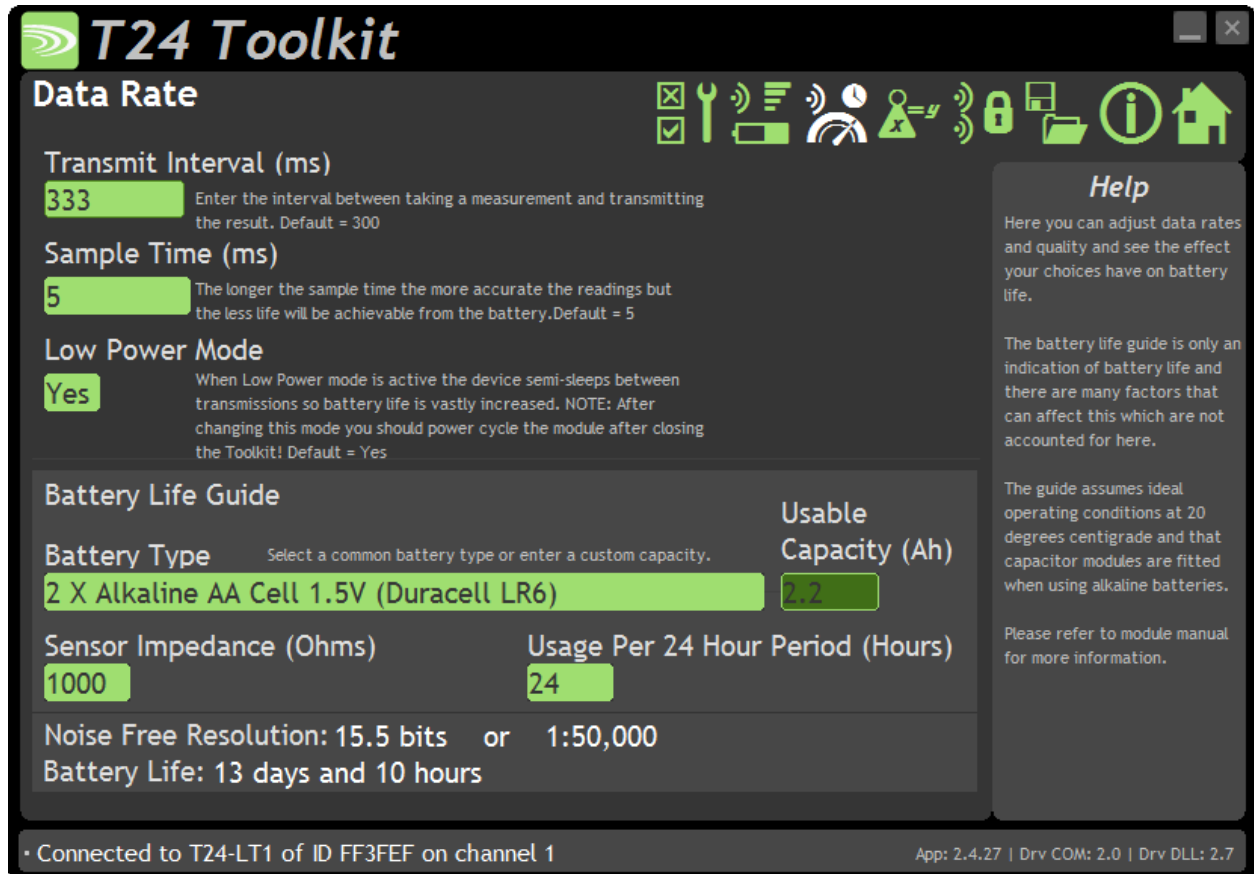 T24 Toolkit
Data Rate
x=y
Transmit Interval (ms)
333
Enter the interval between taking a measurement and transmitting
the result. Default = 300
Sample Time (ms)
5
The longer the sample time the more accurate the readings but
the less life will be achievable from the battery.Default = 5
Low Power Mode
Yes
When Low Power mode is active the device semi-sleeps between
transmissions so battery life is vastly increased. NOTE: After
changing this mode you should power cycle the module after closing
the Toolkit! Default = Yes
Battery Life Guide
Battery Type
Select a common battery type or enter a custom capacity.
Usable
Capacity (Ah)
2 X Alkaline AA Cell 1.5V (Duracell LR6)
2.2
Sensor Impedance (Ohms)
Usage Per 24 Hour Period (Hours)
1000
24
Noise Free Resolution: 15.5 bits or 1:50,000
Battery Life: 13 days and 10 hours
Help
Here you can adjust data rates
and quality and see the effect
your choices have on battery
life.
The battery life guide is only an
indication of battery life and
there are many factors that
can affect this which are not
accounted for here.
The guide assumes ideal
operating conditions at 20
degrees centigrade and that
capacitor modules are fitted
when using alkaline batteries.
Please refer to module manual
for more information.
Connected to T24-LT1 of ID FF3FEF on channel 1
App: 2.4.27 | Drv COM: 2.0 | Drv DLL: 2.7